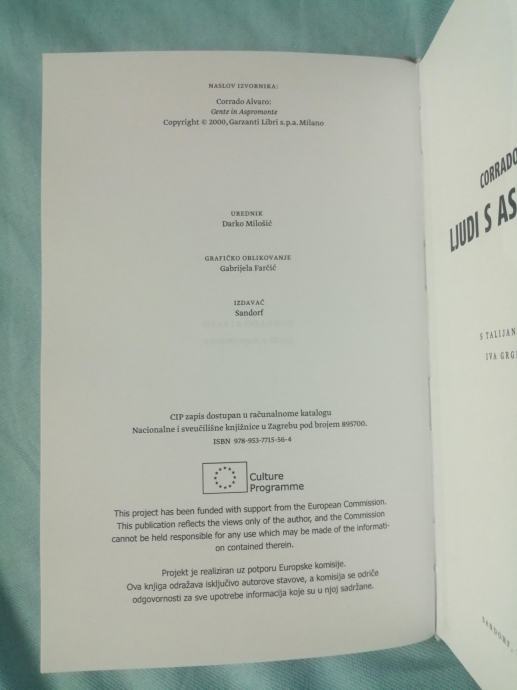 NASLOV IZVORNIKA:
Corrado Alvaro:
Gente in Aspromonte
Copyright © 2000, Garzanti Libri s.p.a. Milano
UREDNIK
Darko Milošić
GRAFIČKO OBLIKOVANJE
Gabrijela Farčić
IZDAVAČ
Sandorf
CIP zapis dostupan u računalnome katalogu
Nacionalne i sveučilišne knjižnice u Zagrebu pod brojem 895700.
ISBN 978-953-7715-56-4
Culture
Programme
This project has been funded with support from the European Commission.
This publication reflects the views only of the author, and the Commission
cannot be held responsible for any use which may be made of the informati-
on contained therein.
Projekt je realiziran uz potporu Europske komisije.
Ova knjiga odražava isključivo autorove stavove, a komisija se odriče
odgovornosti za sve upotrebe informacija koje su u njoj sadržane.
CORRADO
LJUDI S AS
S TALIJAN
IVA GRG
SANDORF,